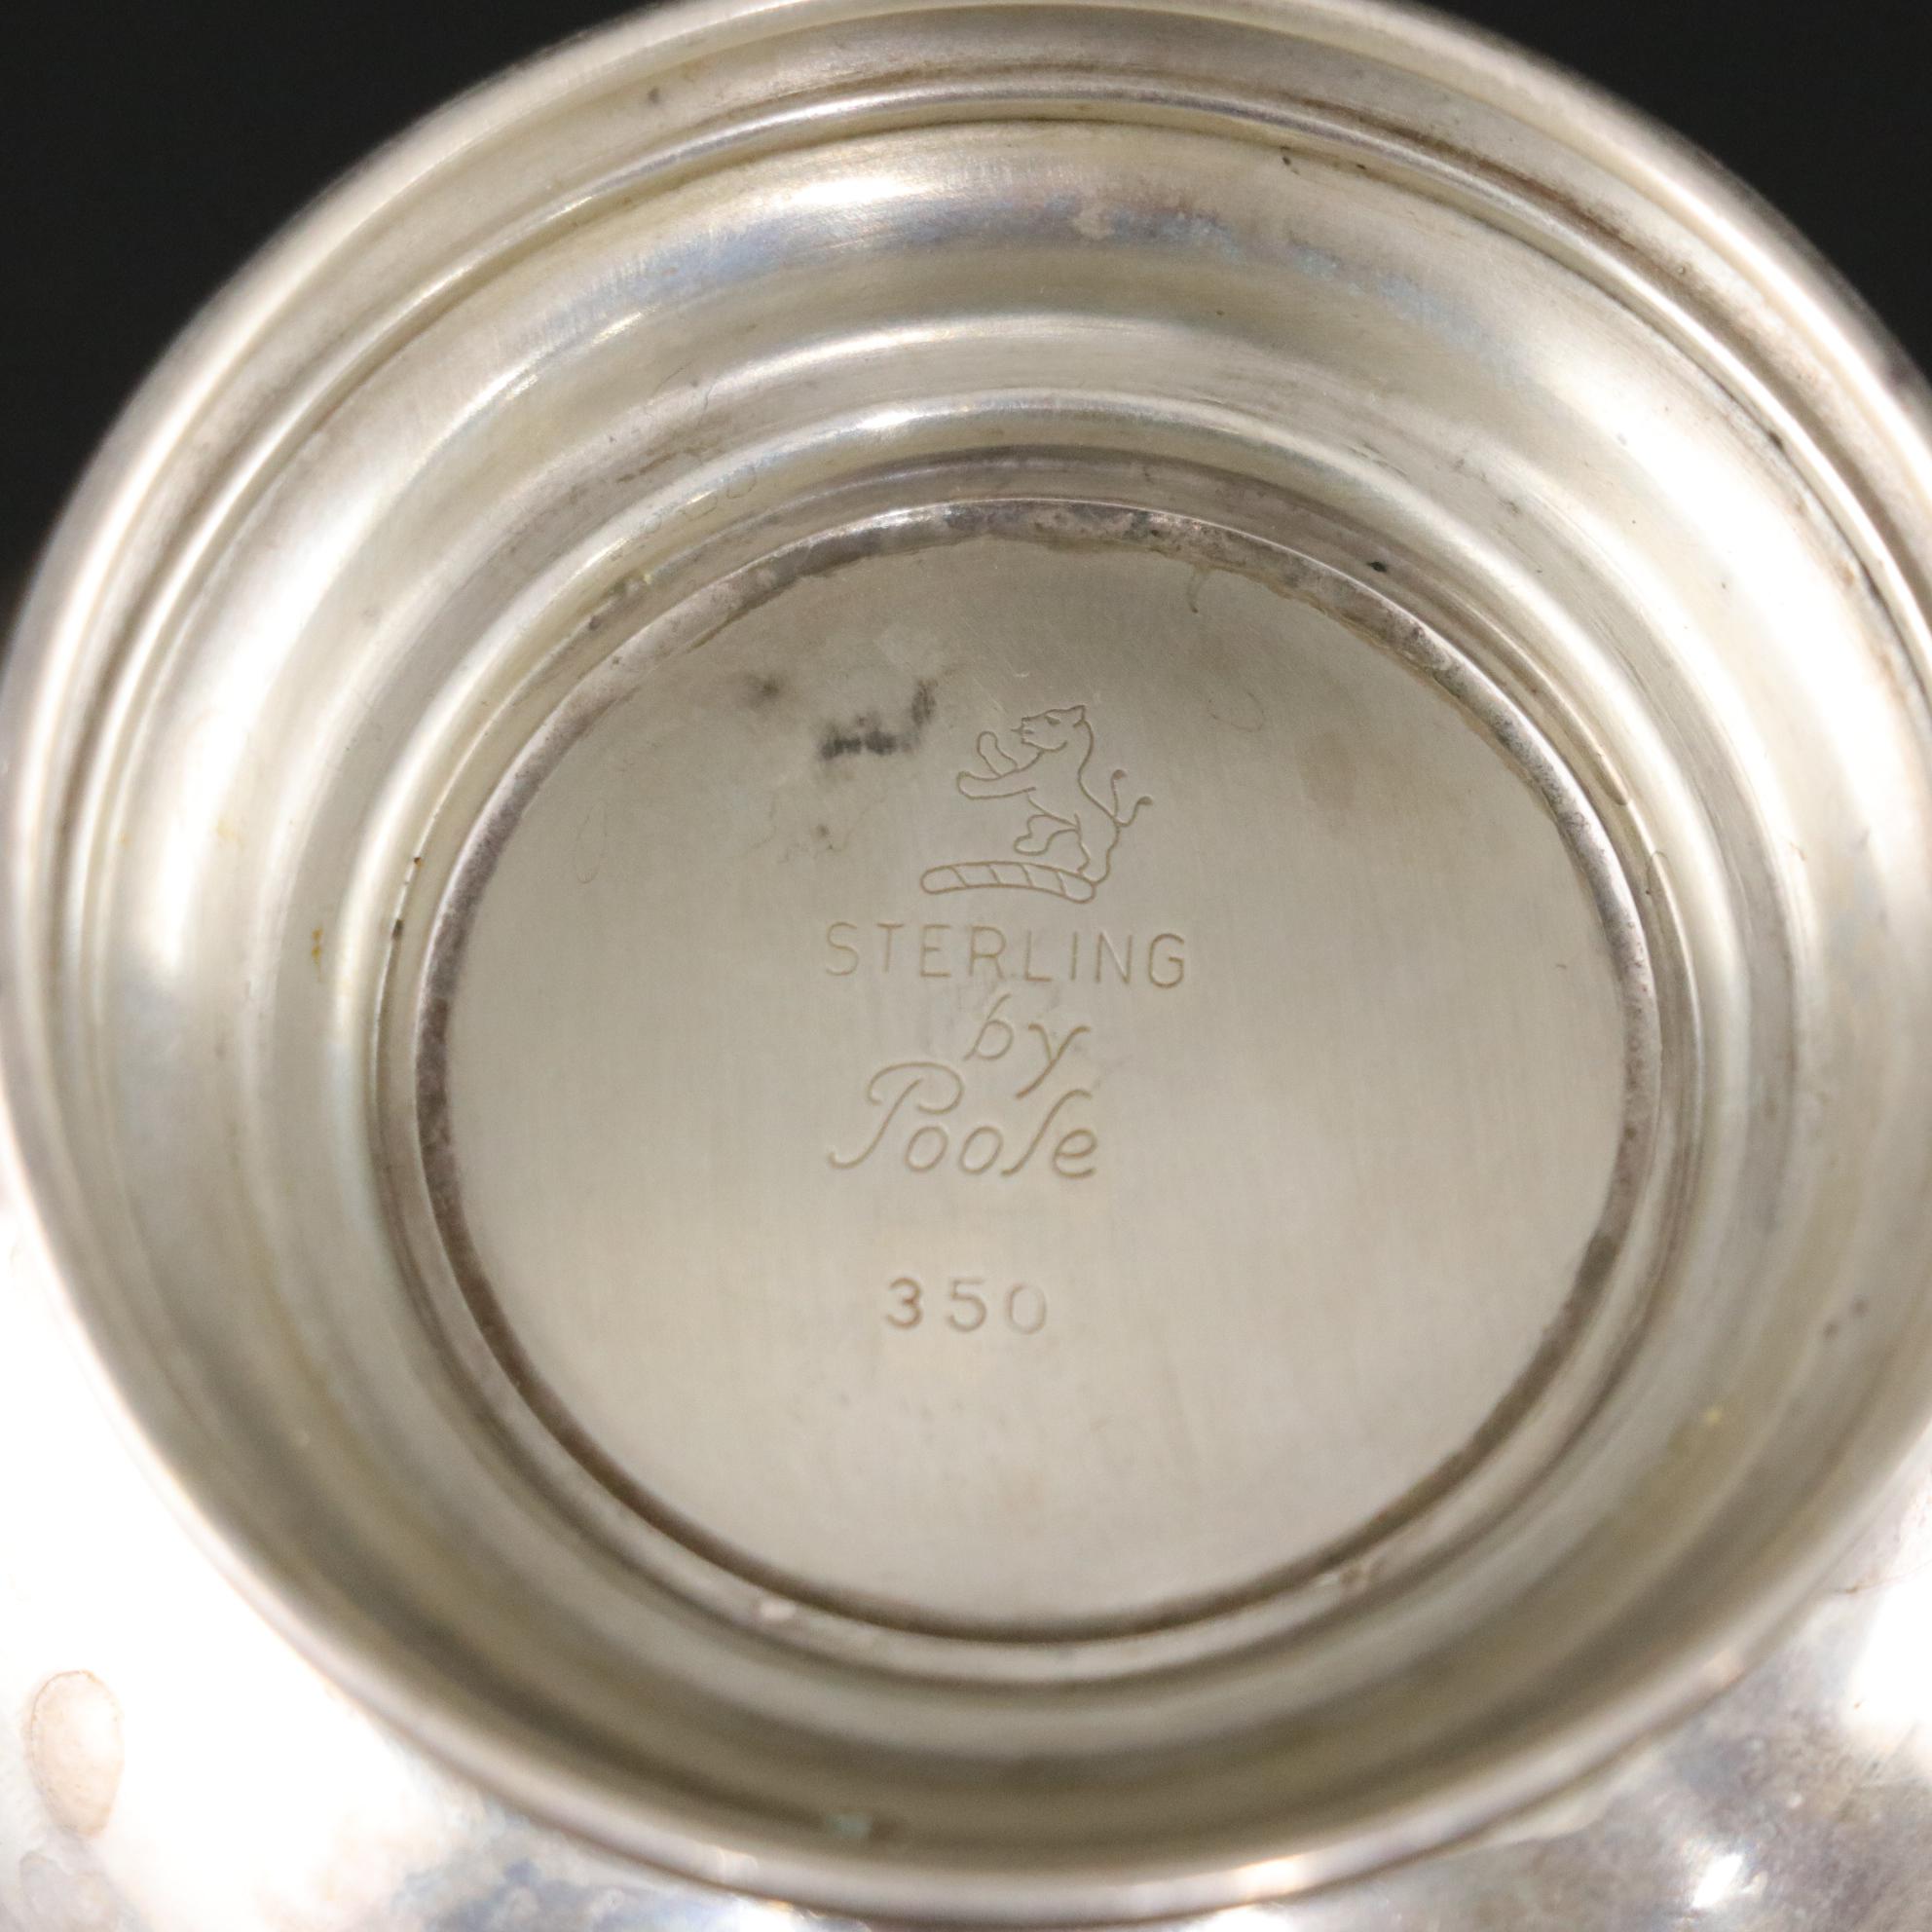 STERLING
by
Poole
350